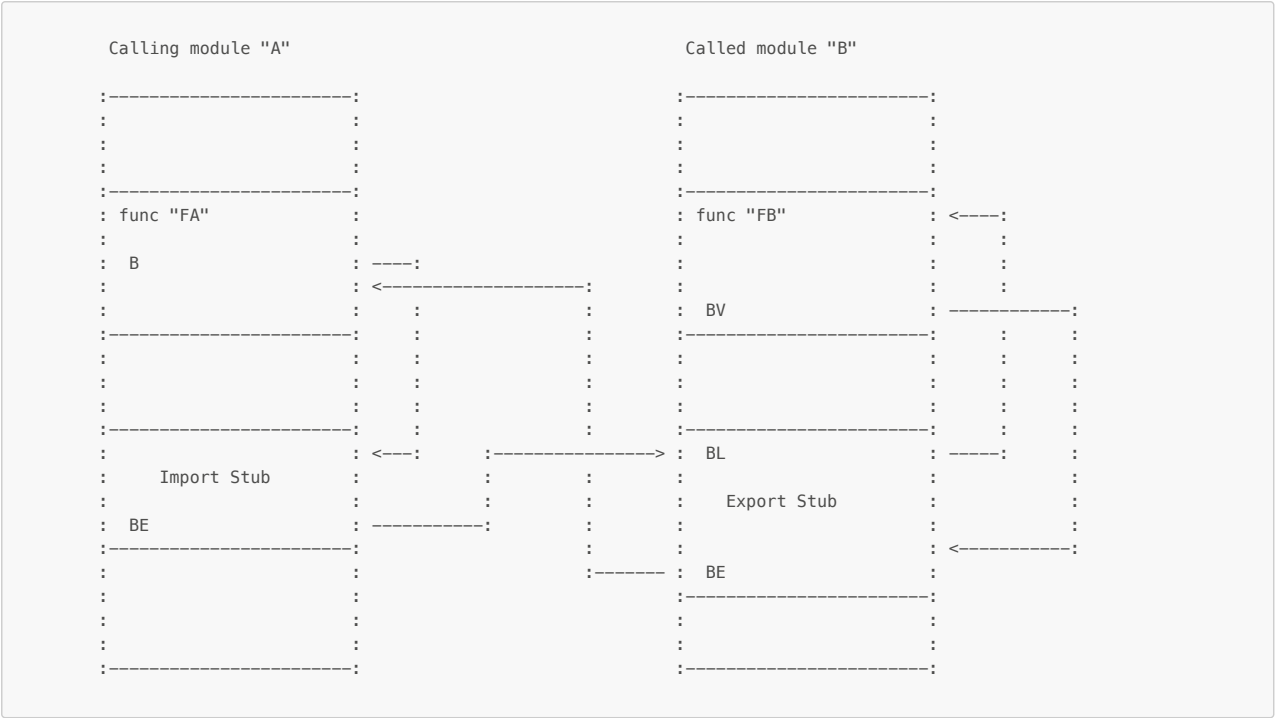 Calling module "A" Called module "B"
func "FA" func "FB"
B
BV
BL
Import Stub
Export Stub
BE
BE